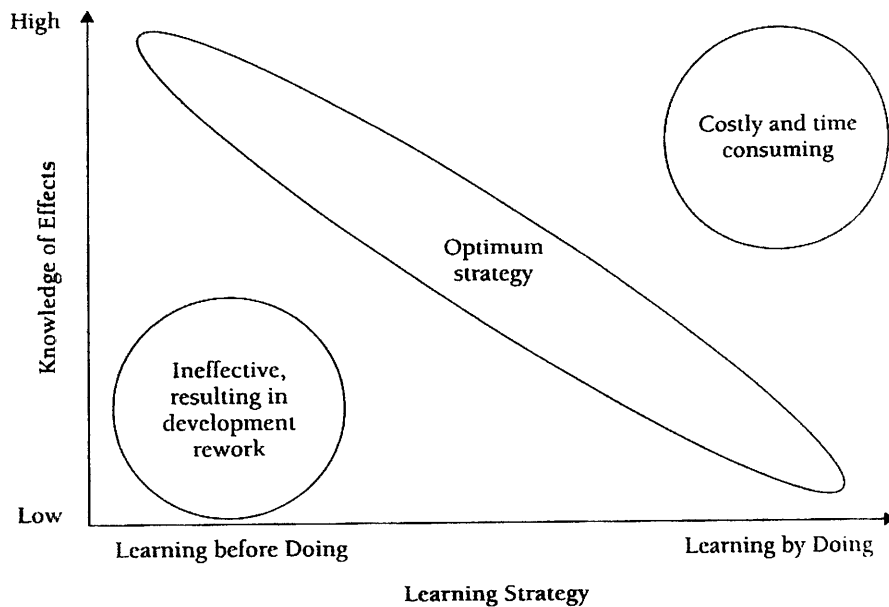 High
Costly and time
consuming
Knowledge of Effects
Optimum
strategy
Ineffective,
resulting in
development
rework
Low
Learning before Doing
Learning by Doing
Learning Strategy